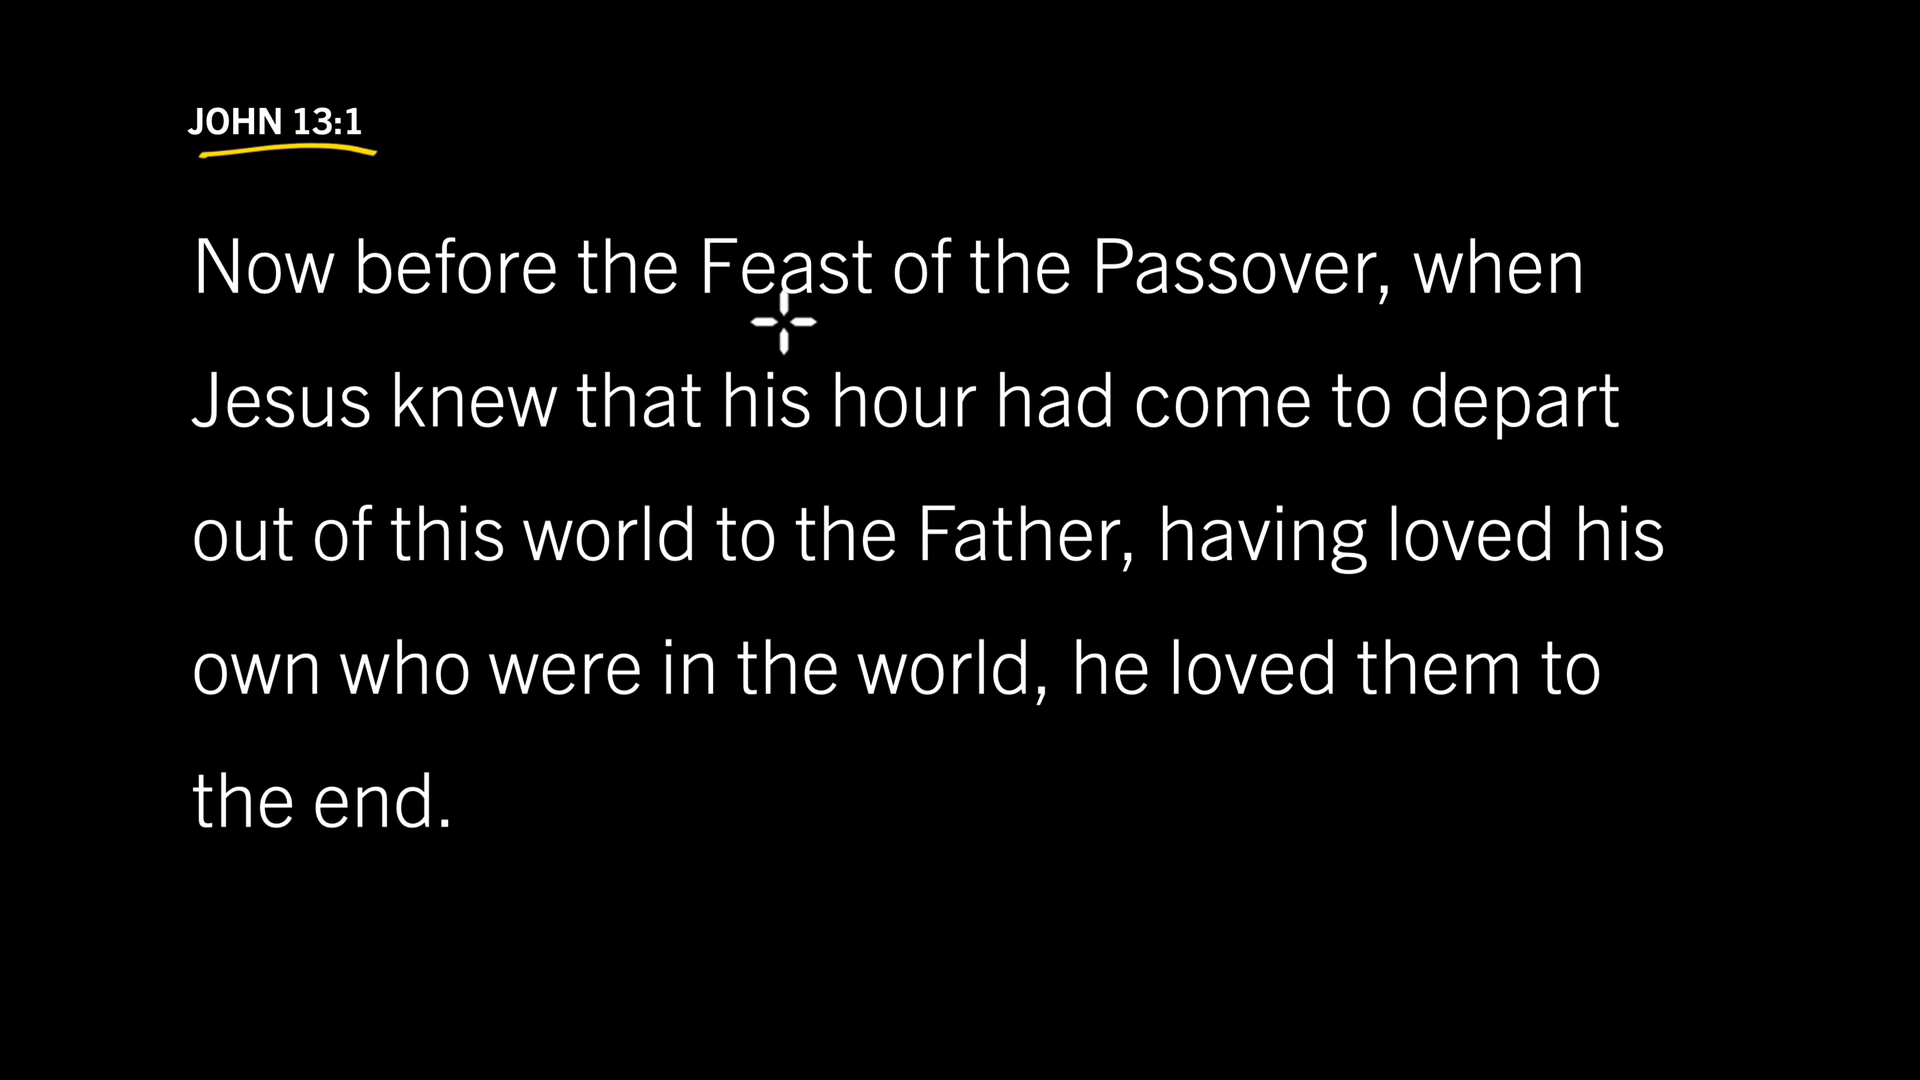 JOHN 13:1
Now before the Feast of the Passover, when
Jesus knew that his hour had come to depart
out of this world to the Father, having loved his
own who were in the world, he loved them to
the end.